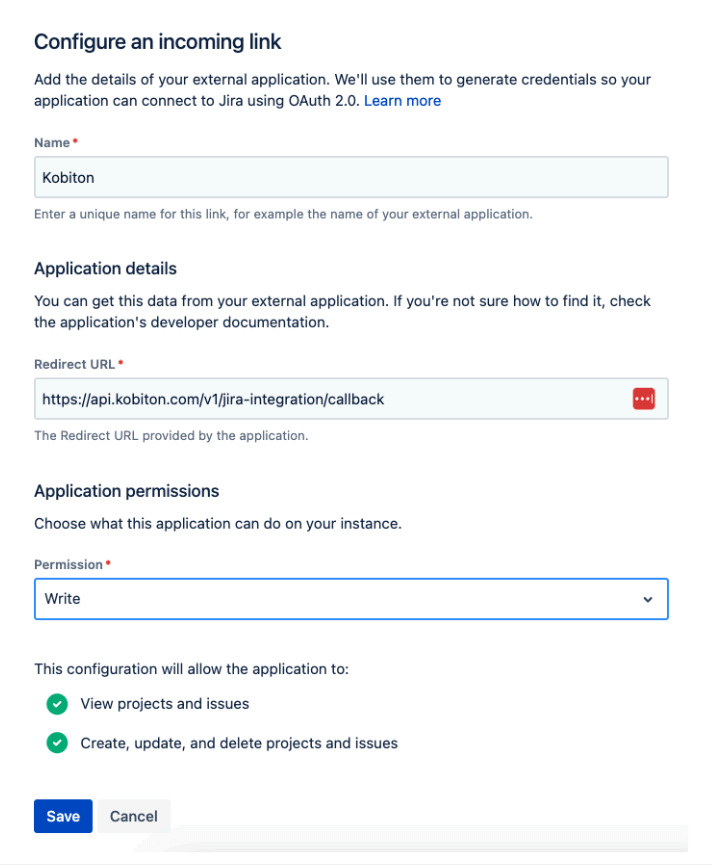 Configure an incoming link
Add the details of your external application. We'll use them to generate credentials so your
application can connect to Jira using OAuth 2.0. Learn more
Name*
Kobiton
Enter a unique name for this link, for example the name of your external application.
Application details
You can get this data from your external application. If you're not sure how to find it, check
the application's developer documentation.
Redirect URL*
https://api.kobiton.com/v1/jira-integration/callback
The Redirect URL provided by the application.
Application permissions
Choose what this application can do on your instance.
Permission*
Write
This configuration will allow the application to:
View projects and issues
Create, update, and delete projects and issues
Save Cancel